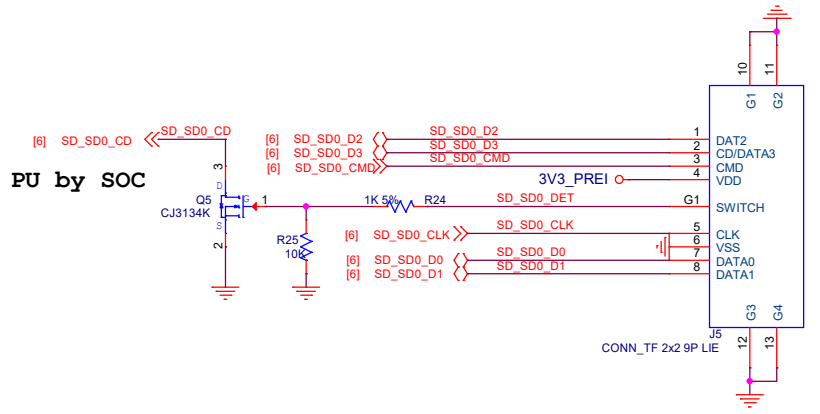 10
11
G1
G2
[6] SD_SD0_CD
SD_SD0_CD
[6] SD_SD0_D2
SD_SD0_D2
1
DAT2
[6] SD_SD0_D3
SD_SD0_D3
2
CD/DATA3
[6] SD_SD0_CMD
SD_SD0_CMD
3
CMD
3V3_PREI
4
VDD
PU by SOC
3
D
Q5
CJ3134K
G
1
S
2
1K 5%
R24
SD_SD0_DET
G1
SWITCH
R25
10K
[6] SD_SD0_CLK
SD_SD0_CLK
5
CLK
6
VSS
[6] SD_SD0_D0
SD_SD0_D0
7
DATA0
[6] SD_SD0_D1
SD_SD0_D1
8
DATA1
G3
G4
12
13
J5
CONN_TF 2x2 9P LIE